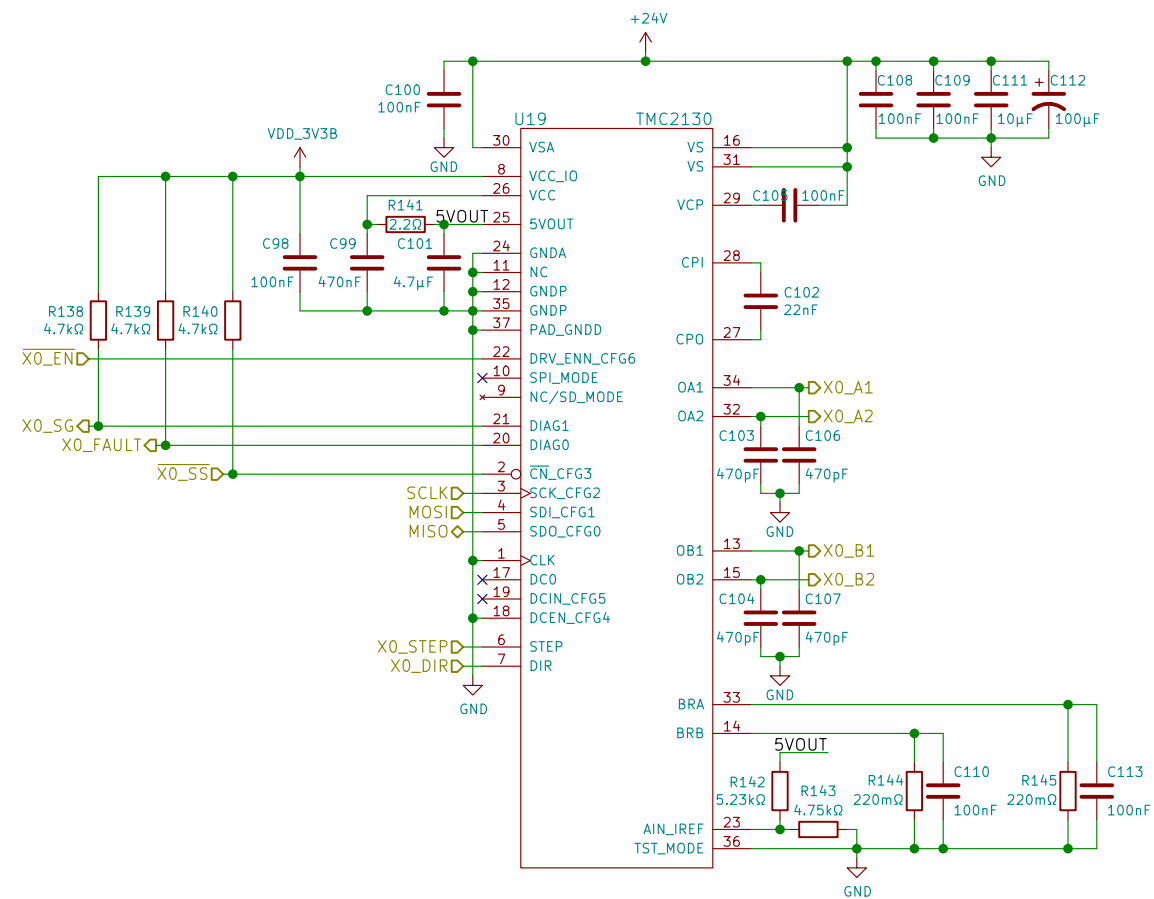 +24V
C100
100nF
GND
C108
100nF
C109
100nF
C111
10µF
+
C112
100µF
GND
VDD_3V3B
U19
TMC2130
30 VSA
8 VCC_IO
26 VCC
R141
2.2Ω
5VOUT
25 5VOUT
24 GNDA
11 NC
12 GNDP
35 GNDP
37 PAD_GNDD
C98
100nF
C99
470nF
C101
4.7µF
R138
4.7kΩ
R139
4.7kΩ
R140
4.7kΩ
X0_EN
22 DRV_ENN_CFG6
10 SPI_MODE
9 NC/SD_MODE
X0_SG
21 DIAG1
X0_FAULT
20 DIAG0
X0_SS
2 CN_CFG3
SCLK
3 SCK_CFG2
MOSI
4 SDI_CFG1
MISO
5 SDO_CFG0
1 CLK
17 DC0
19 DCIN_CFG5
18 DCEN_CFG4
X0_STEP
6 STEP
X0_DIR
7 DIR
GND
VS 16
VS 31
VCP 29
C105
100nF
CPI 28
C102
22nF
CPO 27
OA1 34
X0_A1
OA2 32
X0_A2
C103
470pF
C106
470pF
GND
OB1 13
X0_B1
OB2 15
X0_B2
C104
470pF
C107
470pF
GND
BRA 33
BRB 14
5VOUT
R142
5.23kΩ
R143
4.75kΩ
R144
220mΩ
C110
100nF
R145
220mΩ
C113
100nF
AIN_IREF 23
TST_MODE 36
GND